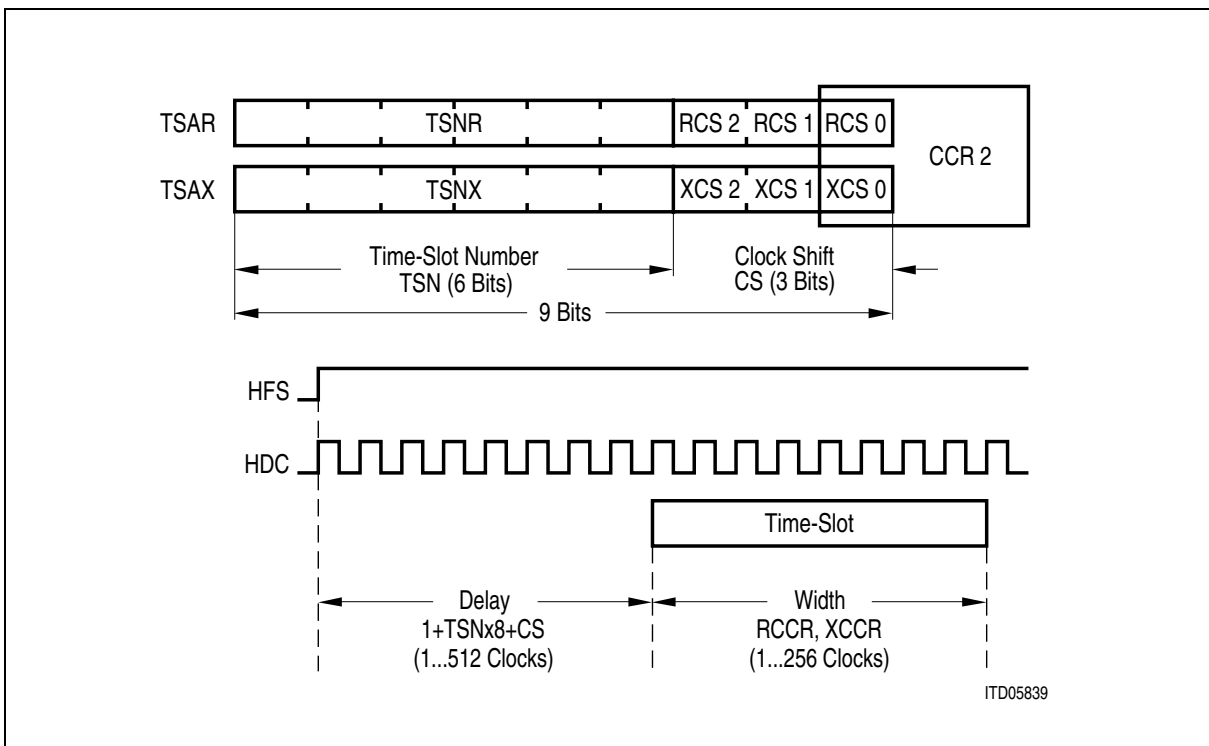 TSAR TSNR RCS 2 RCS 1 RCS 0
CCR 2
TSAX TSNX XCS 2 XCS 1 XCS 0
Time-Slot Number
TSN (6 Bits)
Clock Shift
CS (3 Bits)
9 Bits
HFS
HDC
Time-Slot
Delay
1+TSNx8+CS
(1...512 Clocks)
Width
RCCR, XCCR
(1...256 Clocks)
ITD05839